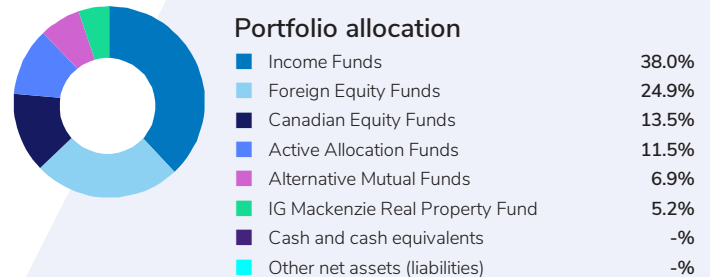 Portfolio allocation
Income Funds 38.0%
Foreign Equity Funds 24.9%
Canadian Equity Funds 13.5%
Active Allocation Funds 11.5%
Alternative Mutual Funds 6.9%
IG Mackenzie Real Property Fund 5.2%
Cash and cash equivalents -%
Other net assets (liabilities) -%